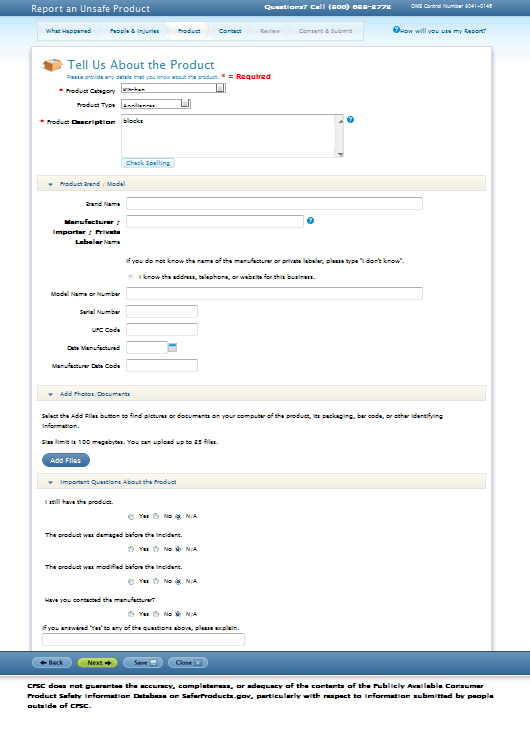 Report an Unsafe Product
Questions? Call (800) 638-2772
OMB Control Number 3041-0146
What Happened
People & Injuries
Product
Contact
Review
Consent & Submit
How will you use my Report?
Tell Us About the Product
Please provide any details that you know about the product. * = Required
* Product Category Kitchen
Product Type Appliances
* Product Description blocks
Check Spelling
Product Brand / Model
Brand Name
Manufacturer /
Importer / Private
Labeler Name
If you do not know the name of the manufacturer or private labeler, please type "I don't know".
I know the address, telephone, or website for this business.
Model Name or Number
Serial Number
UPC Code
Date Manufactured
Manufacturer Date Code
Add Photos/Documents
Select the Add Files button to find pictures or documents on your computer of the product, its packaging, bar code, or other identifying
information.
Size limit is 100 megabytes. You can upload up to 25 files.
Add Files
Important Questions About the Product
I still have the product.
Yes No N/A
The product was damaged before the incident.
Yes No N/A
The product was modified before the incident.
Yes No N/A
Have you contacted the manufacturer?
Yes No N/A
If you answered 'Yes' to any of the questions above, please explain.
Back
Next
Save
Close
CPSC does not guarantee the accuracy, completeness, or adequacy of the contents of the Publicly Available Consumer
Product Safety Information Database on SaferProducts.gov, particularly with respect to information submitted by people
outside of CPSC.